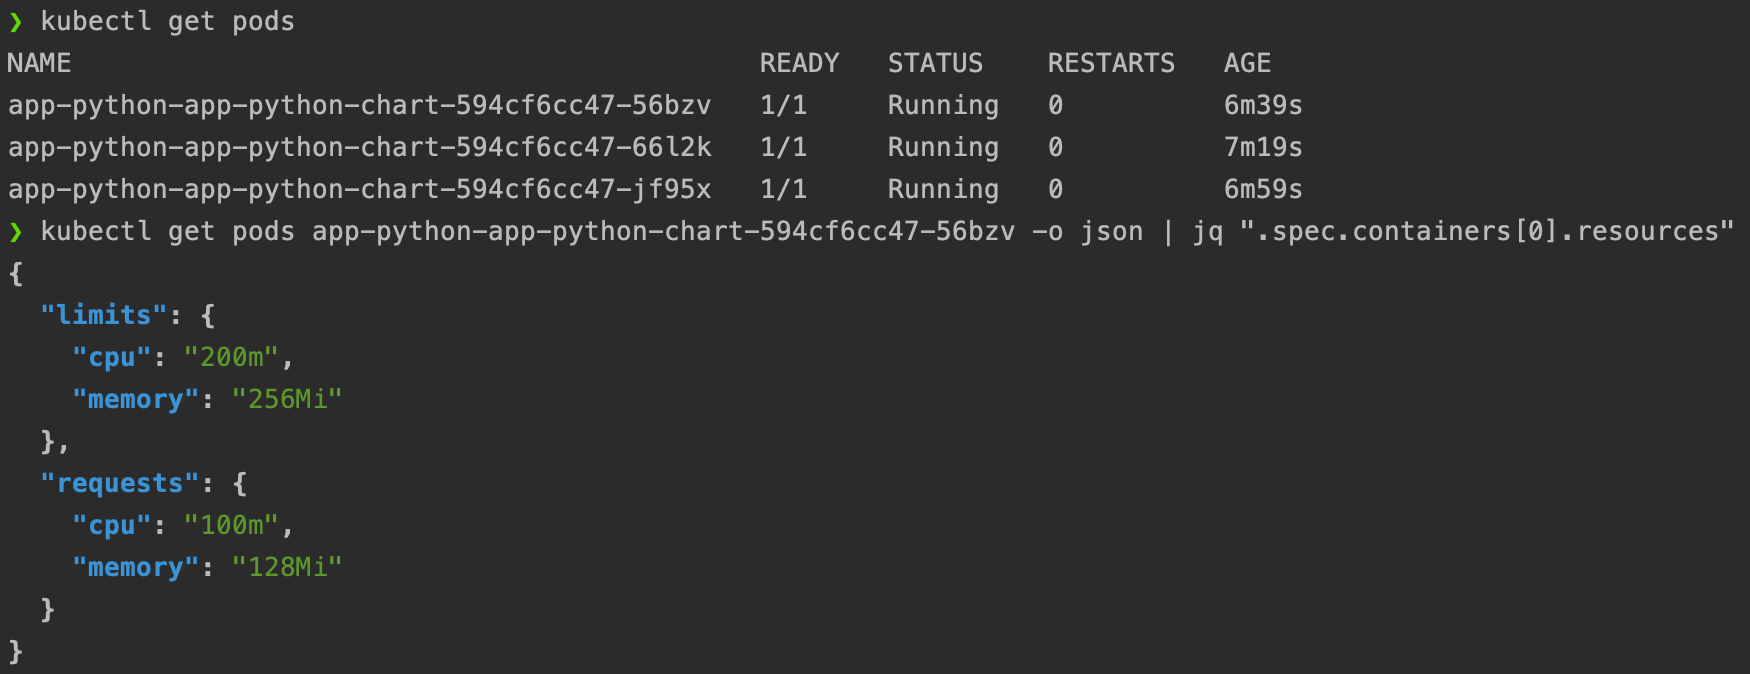 ❯ kubectl get pods
NAME READY STATUS RESTARTS AGE
app-python-app-python-chart-594cf6cc47-56bzv 1/1 Running 0 6m39s
app-python-app-python-chart-594cf6cc47-66l2k 1/1 Running 0 7m19s
app-python-app-python-chart-594cf6cc47-jf95x 1/1 Running 0 6m59s
❯ kubectl get pods app-python-app-python-chart-594cf6cc47-56bzv -o json | jq ".spec.containers[0].resources"
{
  "limits": {
    "cpu": "200m",
    "memory": "256Mi"
  },
  "requests": {
    "cpu": "100m",
    "memory": "128Mi"
  }
}